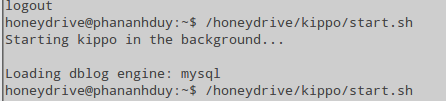 logout
honeydrive@phananhduy:~$ /honeydrive/kippo/start.sh
Starting kippo in the background...
Loading dblog engine: mysql
honeydrive@phananhduy:~$ /honeydrive/kippo/start.sh